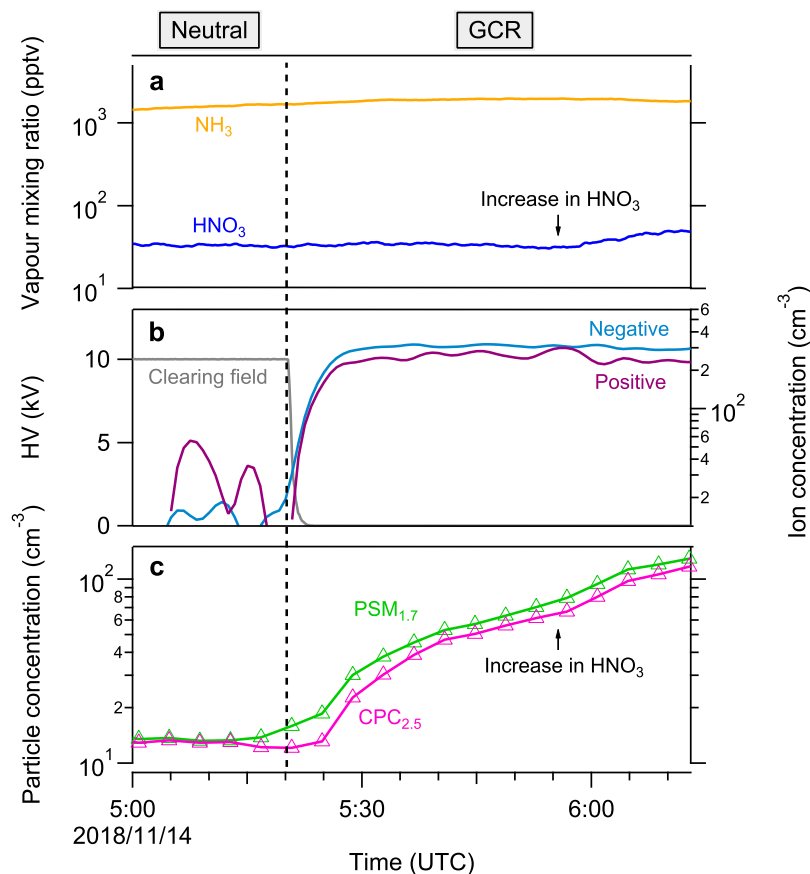 Neutral GCR
a
Vapour mixing ratio (pptv)
10³
10²
10¹
NH₃
HNO₃
Increase in HNO₃
b
HV (kV)
10
5
0
Clearing field
Negative
Positive
Ion concentration (cm⁻³)
6
4
3
2
10²
6
4
3
2
c
Particle concentration (cm⁻³)
10²
8
6
4
2
10¹
PSM₁.₇
CPC₂.₅
Increase in HNO₃
5:00 5:30 6:00
2018/11/14
Time (UTC)